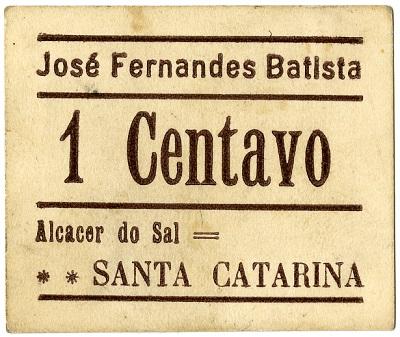 José Fernandes Batista
1 Centavo
Alcacer do Sal =
* * SANTA CATARINA